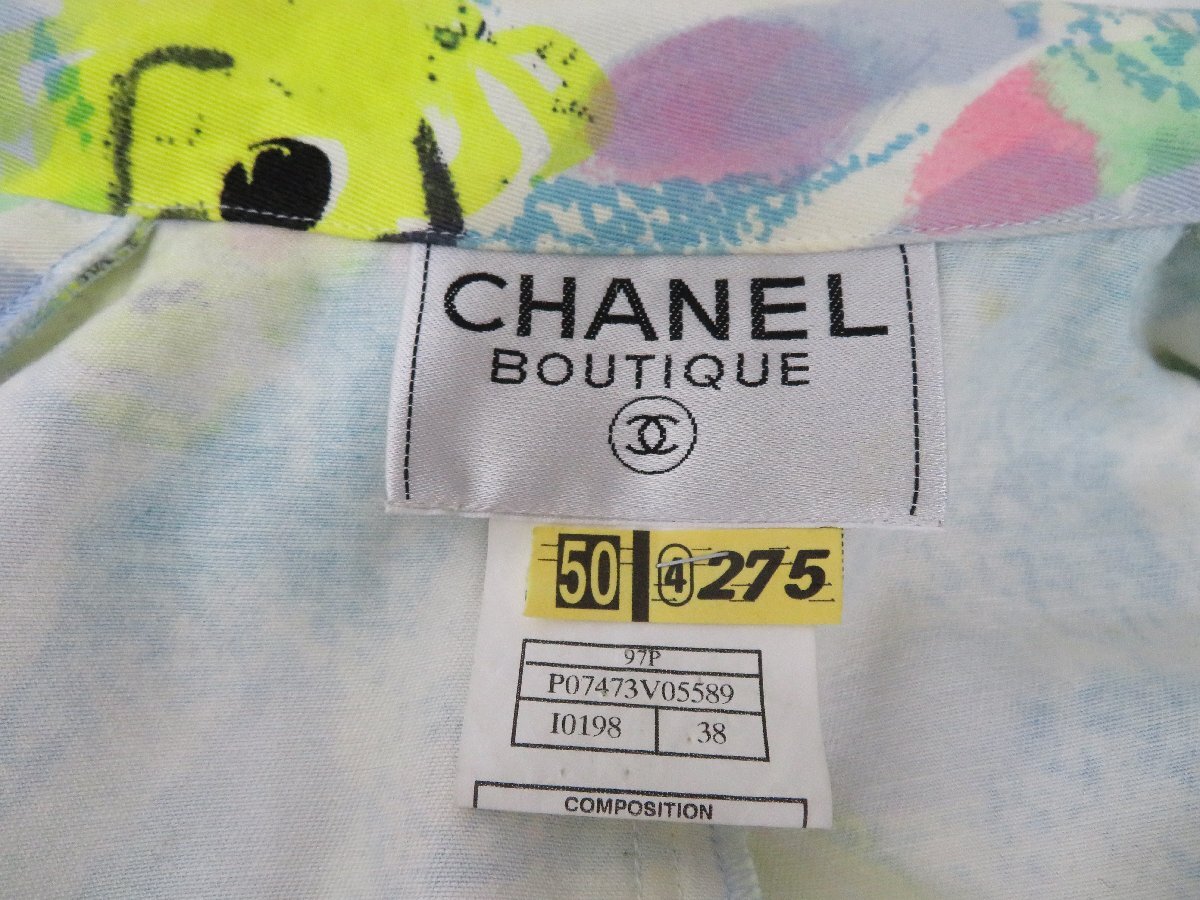 CHANEL
BOUTIQUE
50 4 275
97P
P07473V05589
I0198 38
COMPOSITION